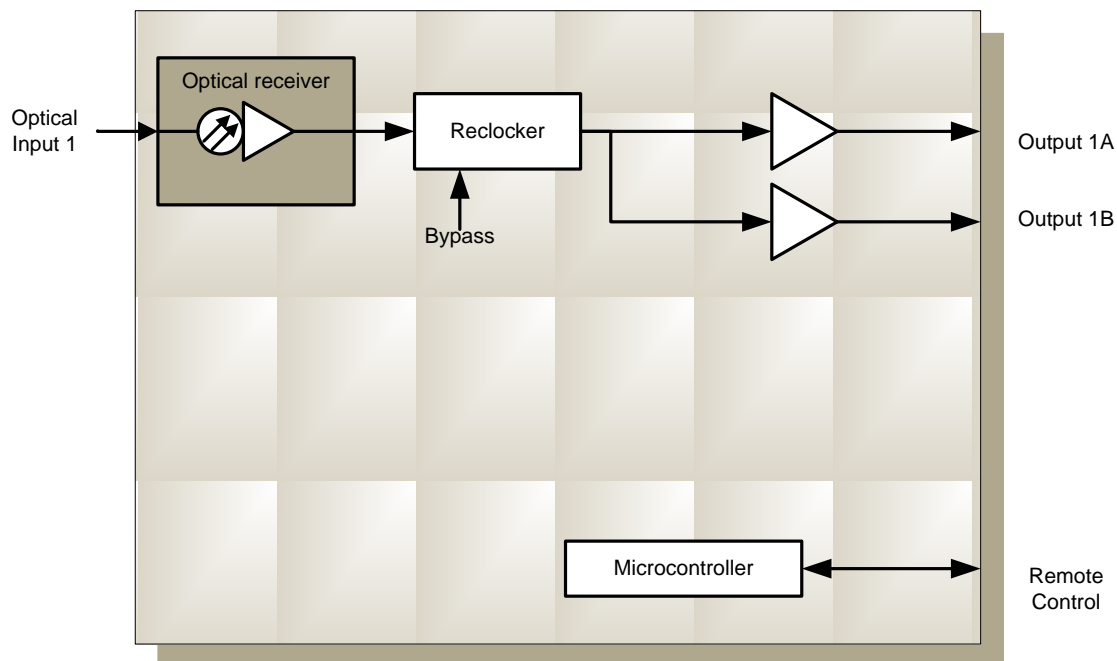 Optical receiver
Optical
Input 1
Reclocker
Output 1A
Output 1B
Bypass
Microcontroller
Remote
Control